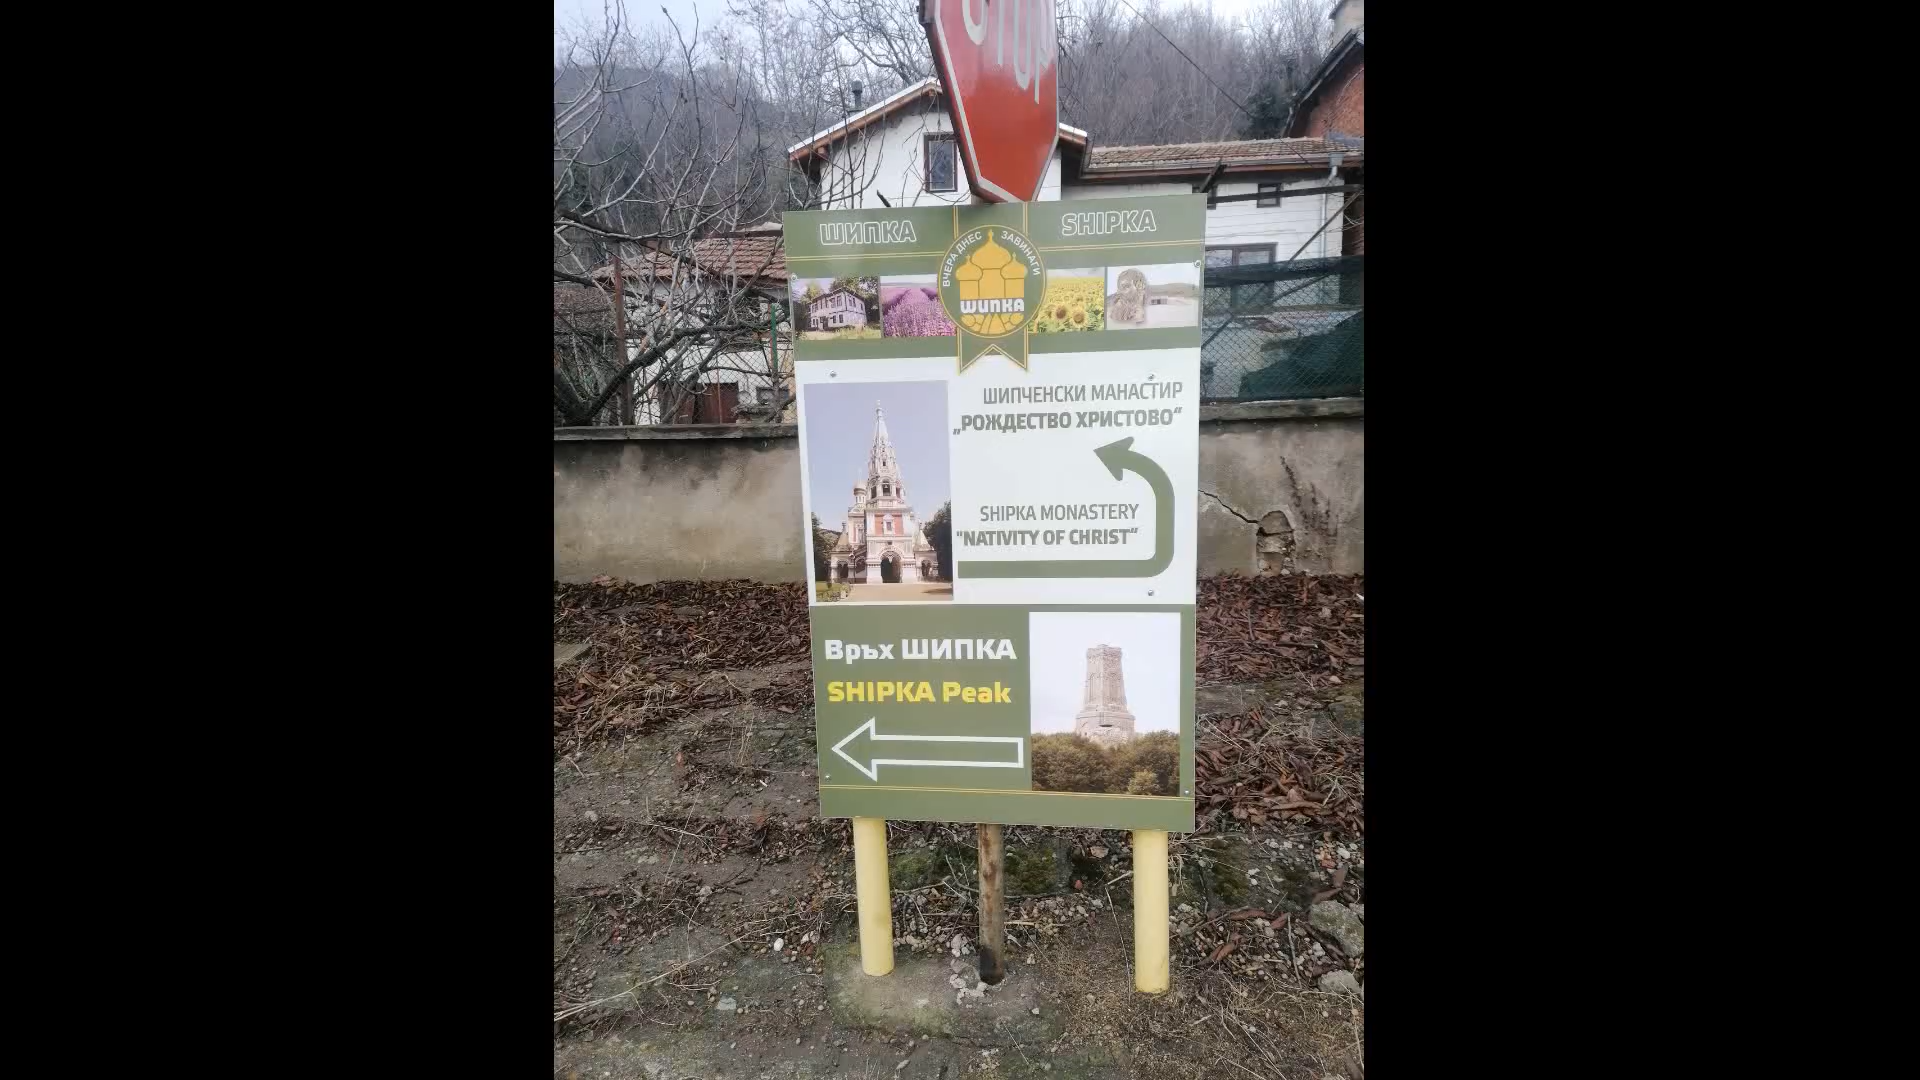 STOP
ШИПКА
SHIPKA
ВЧЕРА ДНЕС ЗАВИНАГИ
ШИПКА
ШИПЧЕНСКИ МАНАСТИР
„РОЖДЕСТВО ХРИСТОВО“
SHIPKA MONASTERY
"NATIVITY OF CHRIST"
Връх ШИПКА
SHIPKA Peak